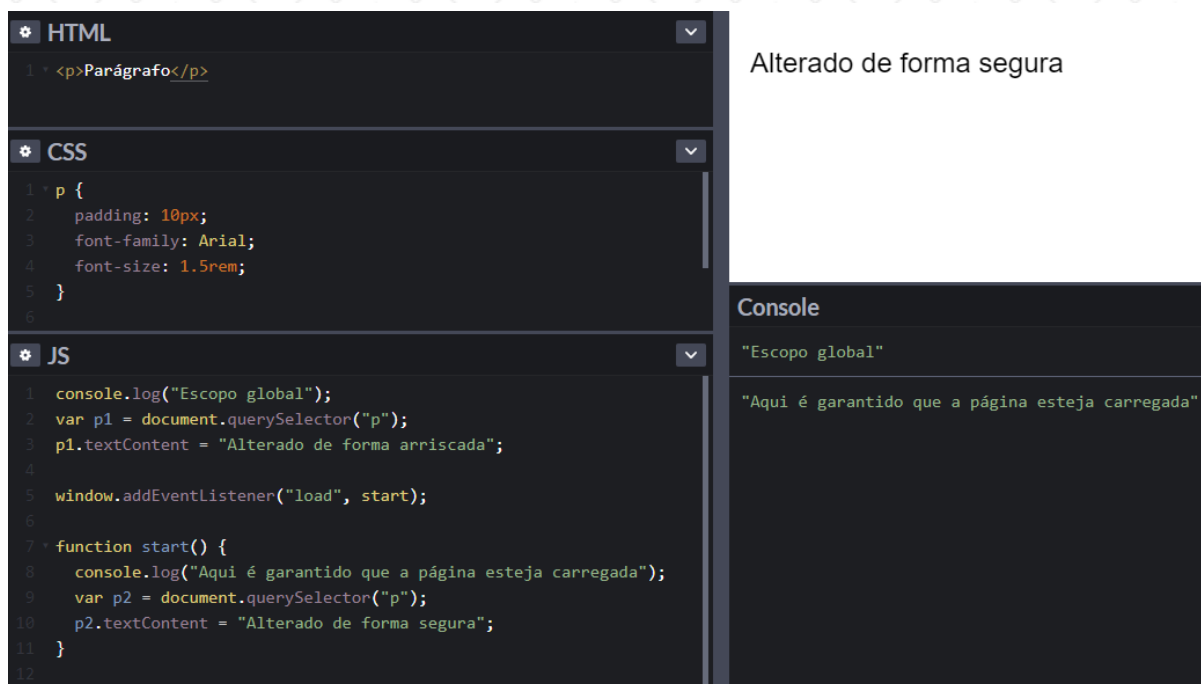 HTML
1 <p>Parágrafo</p>
CSS
1 p {
2 padding: 10px;
3 font-family: Arial;
4 font-size: 1.5rem;
5 }
6
JS
1 console.log("Escopo global");
2 var p1 = document.querySelector("p");
3 p1.textContent = "Alterado de forma arriscada";
4
5 window.addEventListener("load", start);
6
7 function start() {
8 console.log("Aqui é garantido que a página esteja carregada");
9 var p2 = document.querySelector("p");
10 p2.textContent = "Alterado de forma segura";
11 }
12
Alterado de forma segura
Console
"Escopo global"
"Aqui é garantido que a página esteja carregada"